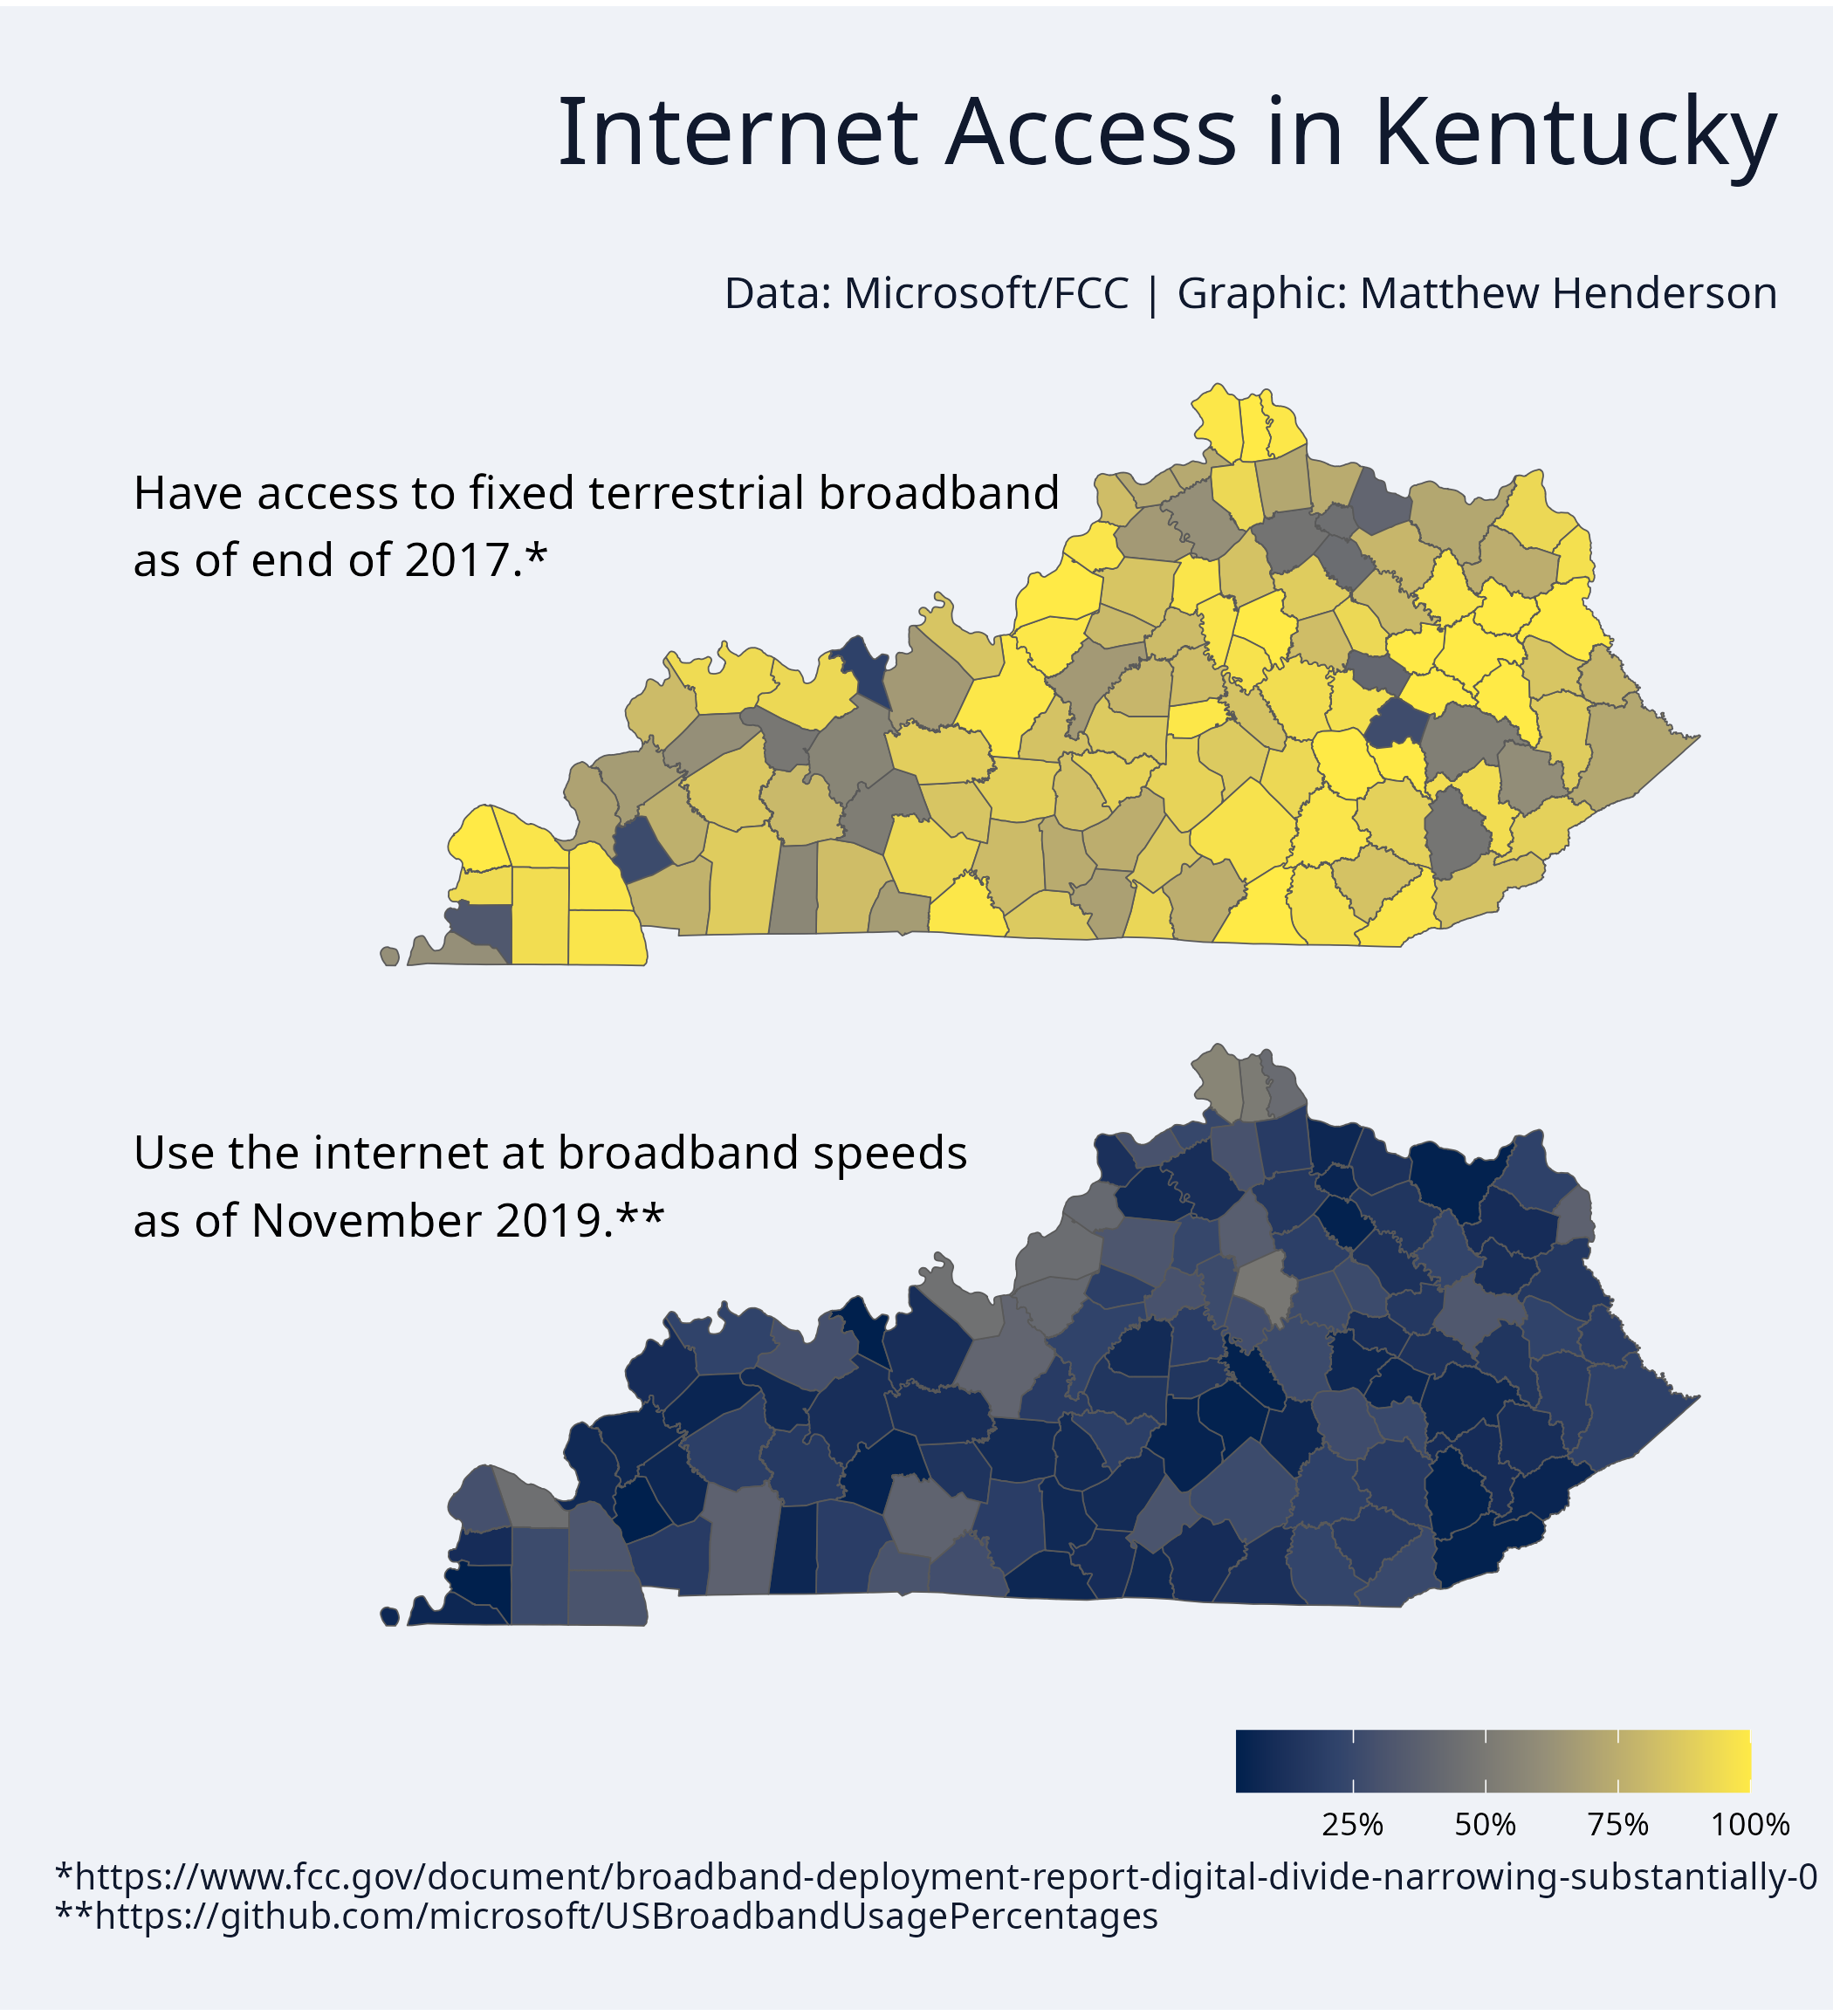 Internet Access in Kentucky
Data: Microsoft/FCC | Graphic: Matthew Henderson
Have access to fixed terrestrial broadband
as of end of 2017.*
Use the internet at broadband speeds
as of November 2019.**
25% 50% 75% 100%
*https://www.fcc.gov/document/broadband-deployment-report-digital-divide-narrowing-substantially-0
**https://github.com/microsoft/USBroadbandUsagePercentages